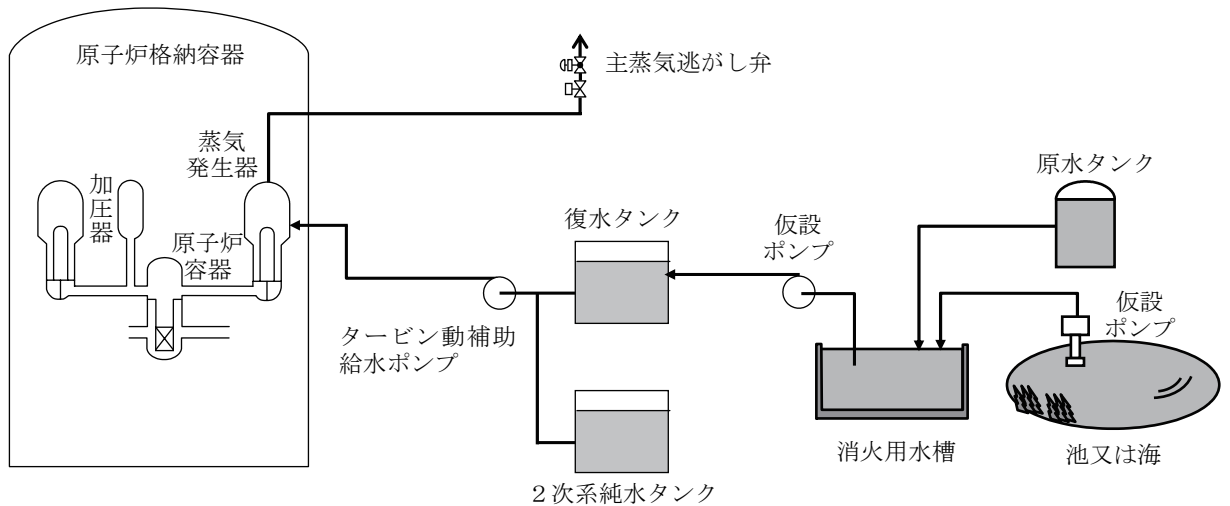 原子炉格納容器
主蒸気逃がし弁
蒸気
発生器
加
圧
器
原子炉
容器
復水タンク
仮設
ポンプ
原水タンク
仮設
ポンプ
タービン動補助
給水ポンプ
消火用水槽
池又は海
2次系純水タンク